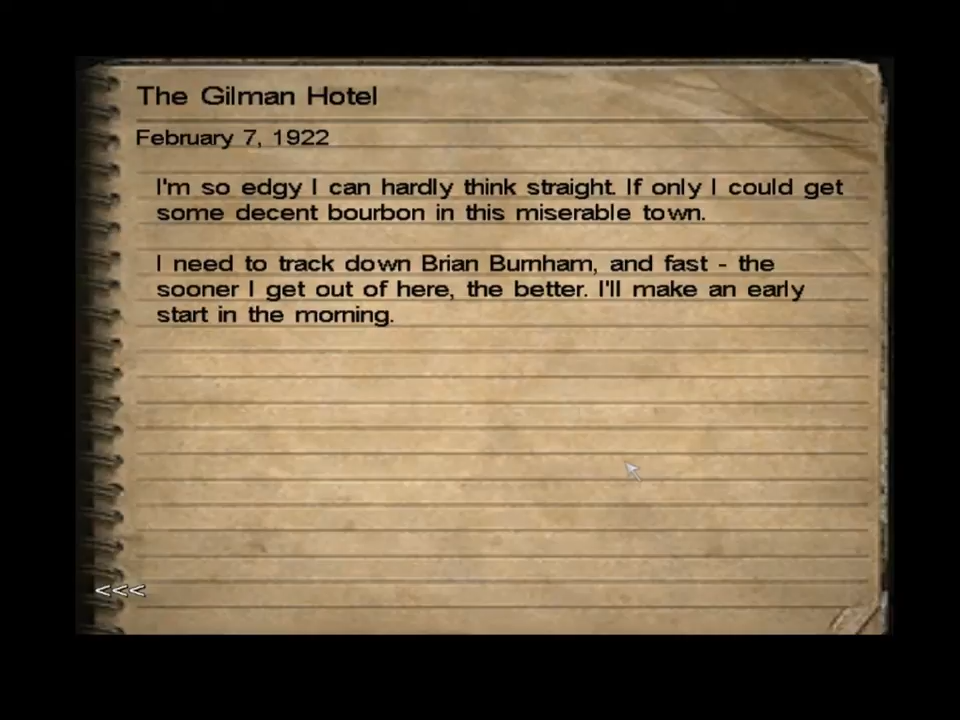 The Gilman Hotel
February 7, 1922
I'm so edgy I can hardly think straight. If only I could get
some decent bourbon in this miserable town.
I need to track down Brian Burnham, and fast - the
sooner I get out of here, the better. I'll make an early
start in the morning.
<<<